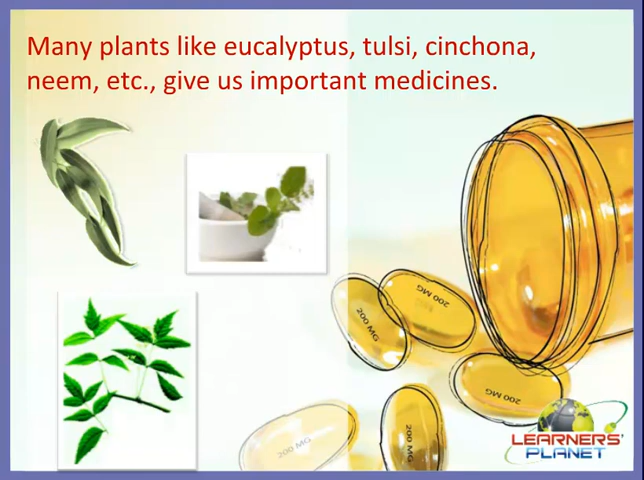 Many plants like eucalyptus, tulsi, cinchona,
neem, etc., give us important medicines.
200 MG
200 MG
200 MG
200 MG
200 MG
LEARNERS'
PLANET